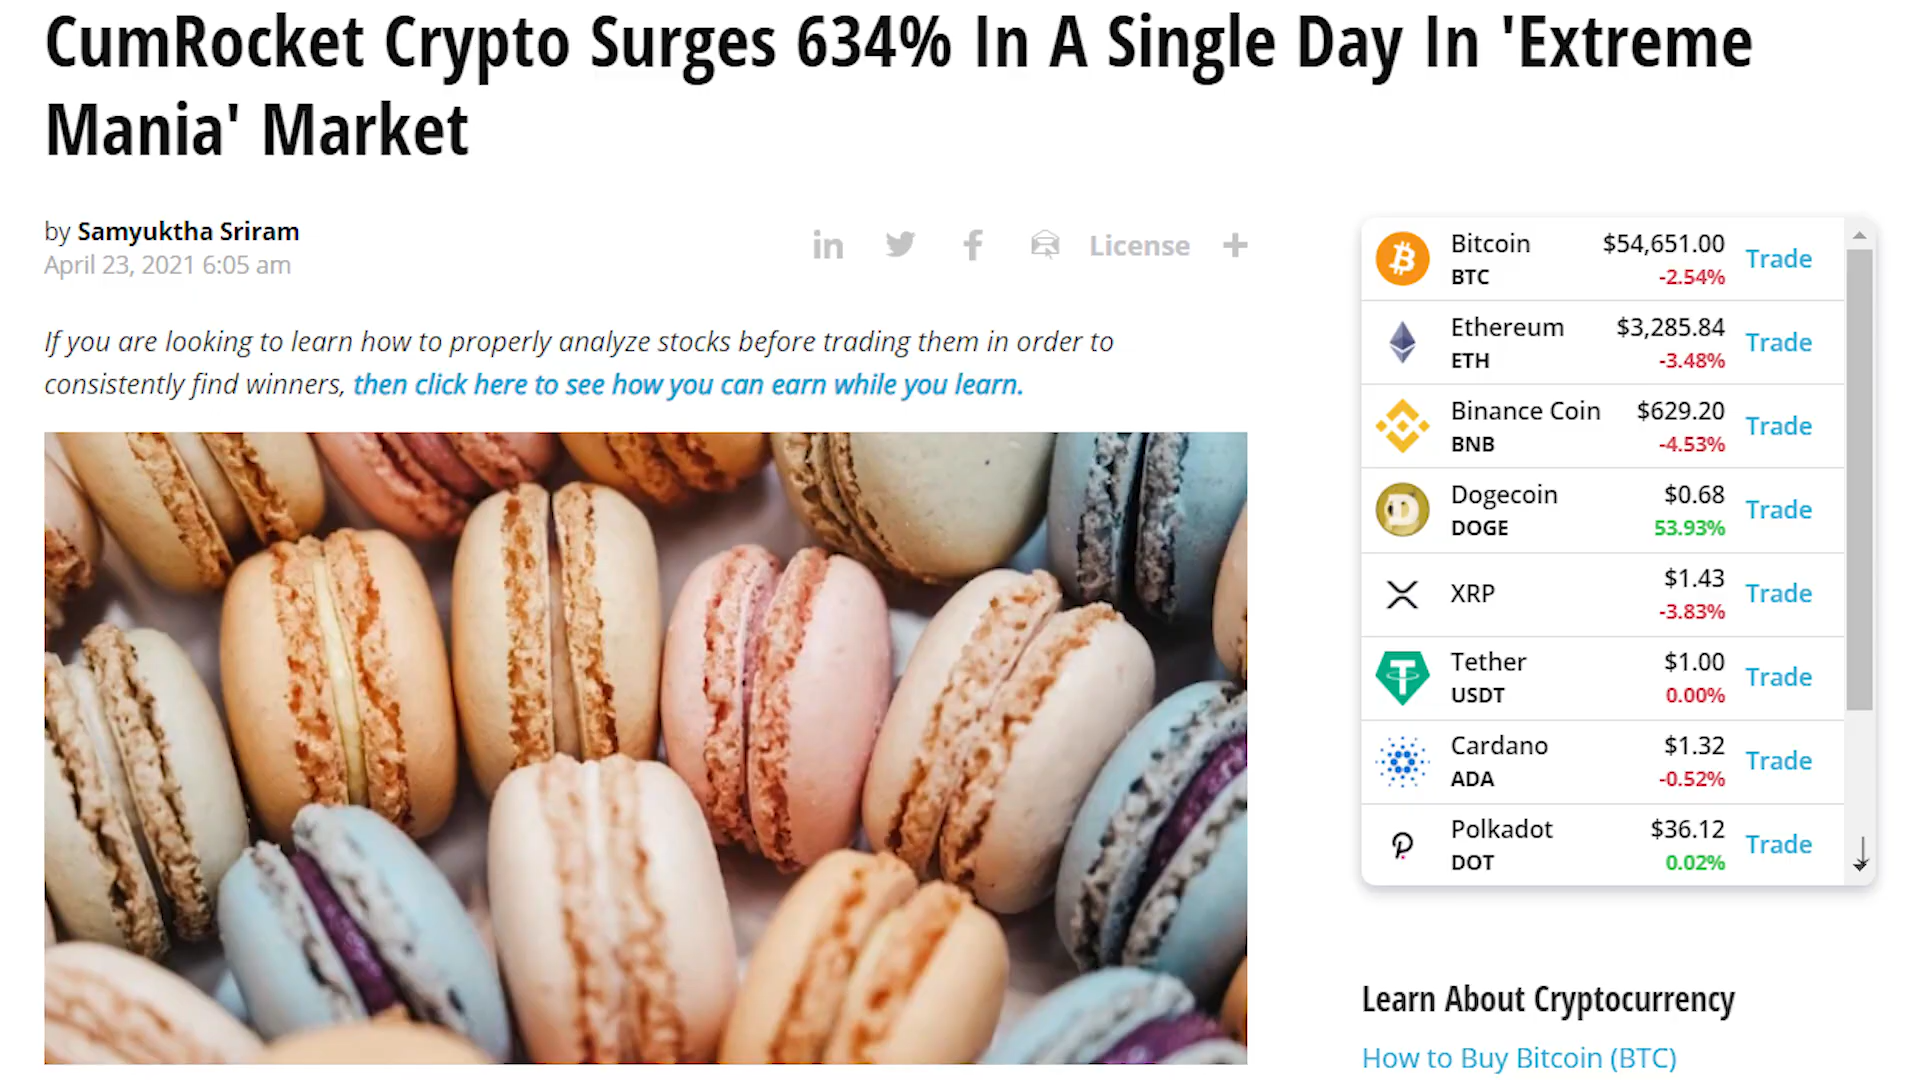 CumRocket Crypto Surges 634% In A Single Day In 'Extreme
Mania' Market
by Samyuktha Sriram
April 23, 2021 6:05 am
in f License +
If you are looking to learn how to properly analyze stocks before trading them in order to
consistently find winners, then click here to see how you can earn while you learn.
Bitcoin $54,651.00 Trade
BTC -2.54%
Ethereum $3,285.84 Trade
ETH -3.48%
Binance Coin $629.20 Trade
BNB -4.53%
Dogecoin $0.68 Trade
DOGE 53.93%
XRP $1.43 Trade
-3.83%
Tether $1.00 Trade
USDT 0.00%
Cardano $1.32 Trade
ADA -0.52%
Polkadot $36.12 Trade
DOT 0.02%
Learn About Cryptocurrency
How to Buy Bitcoin (BTC)